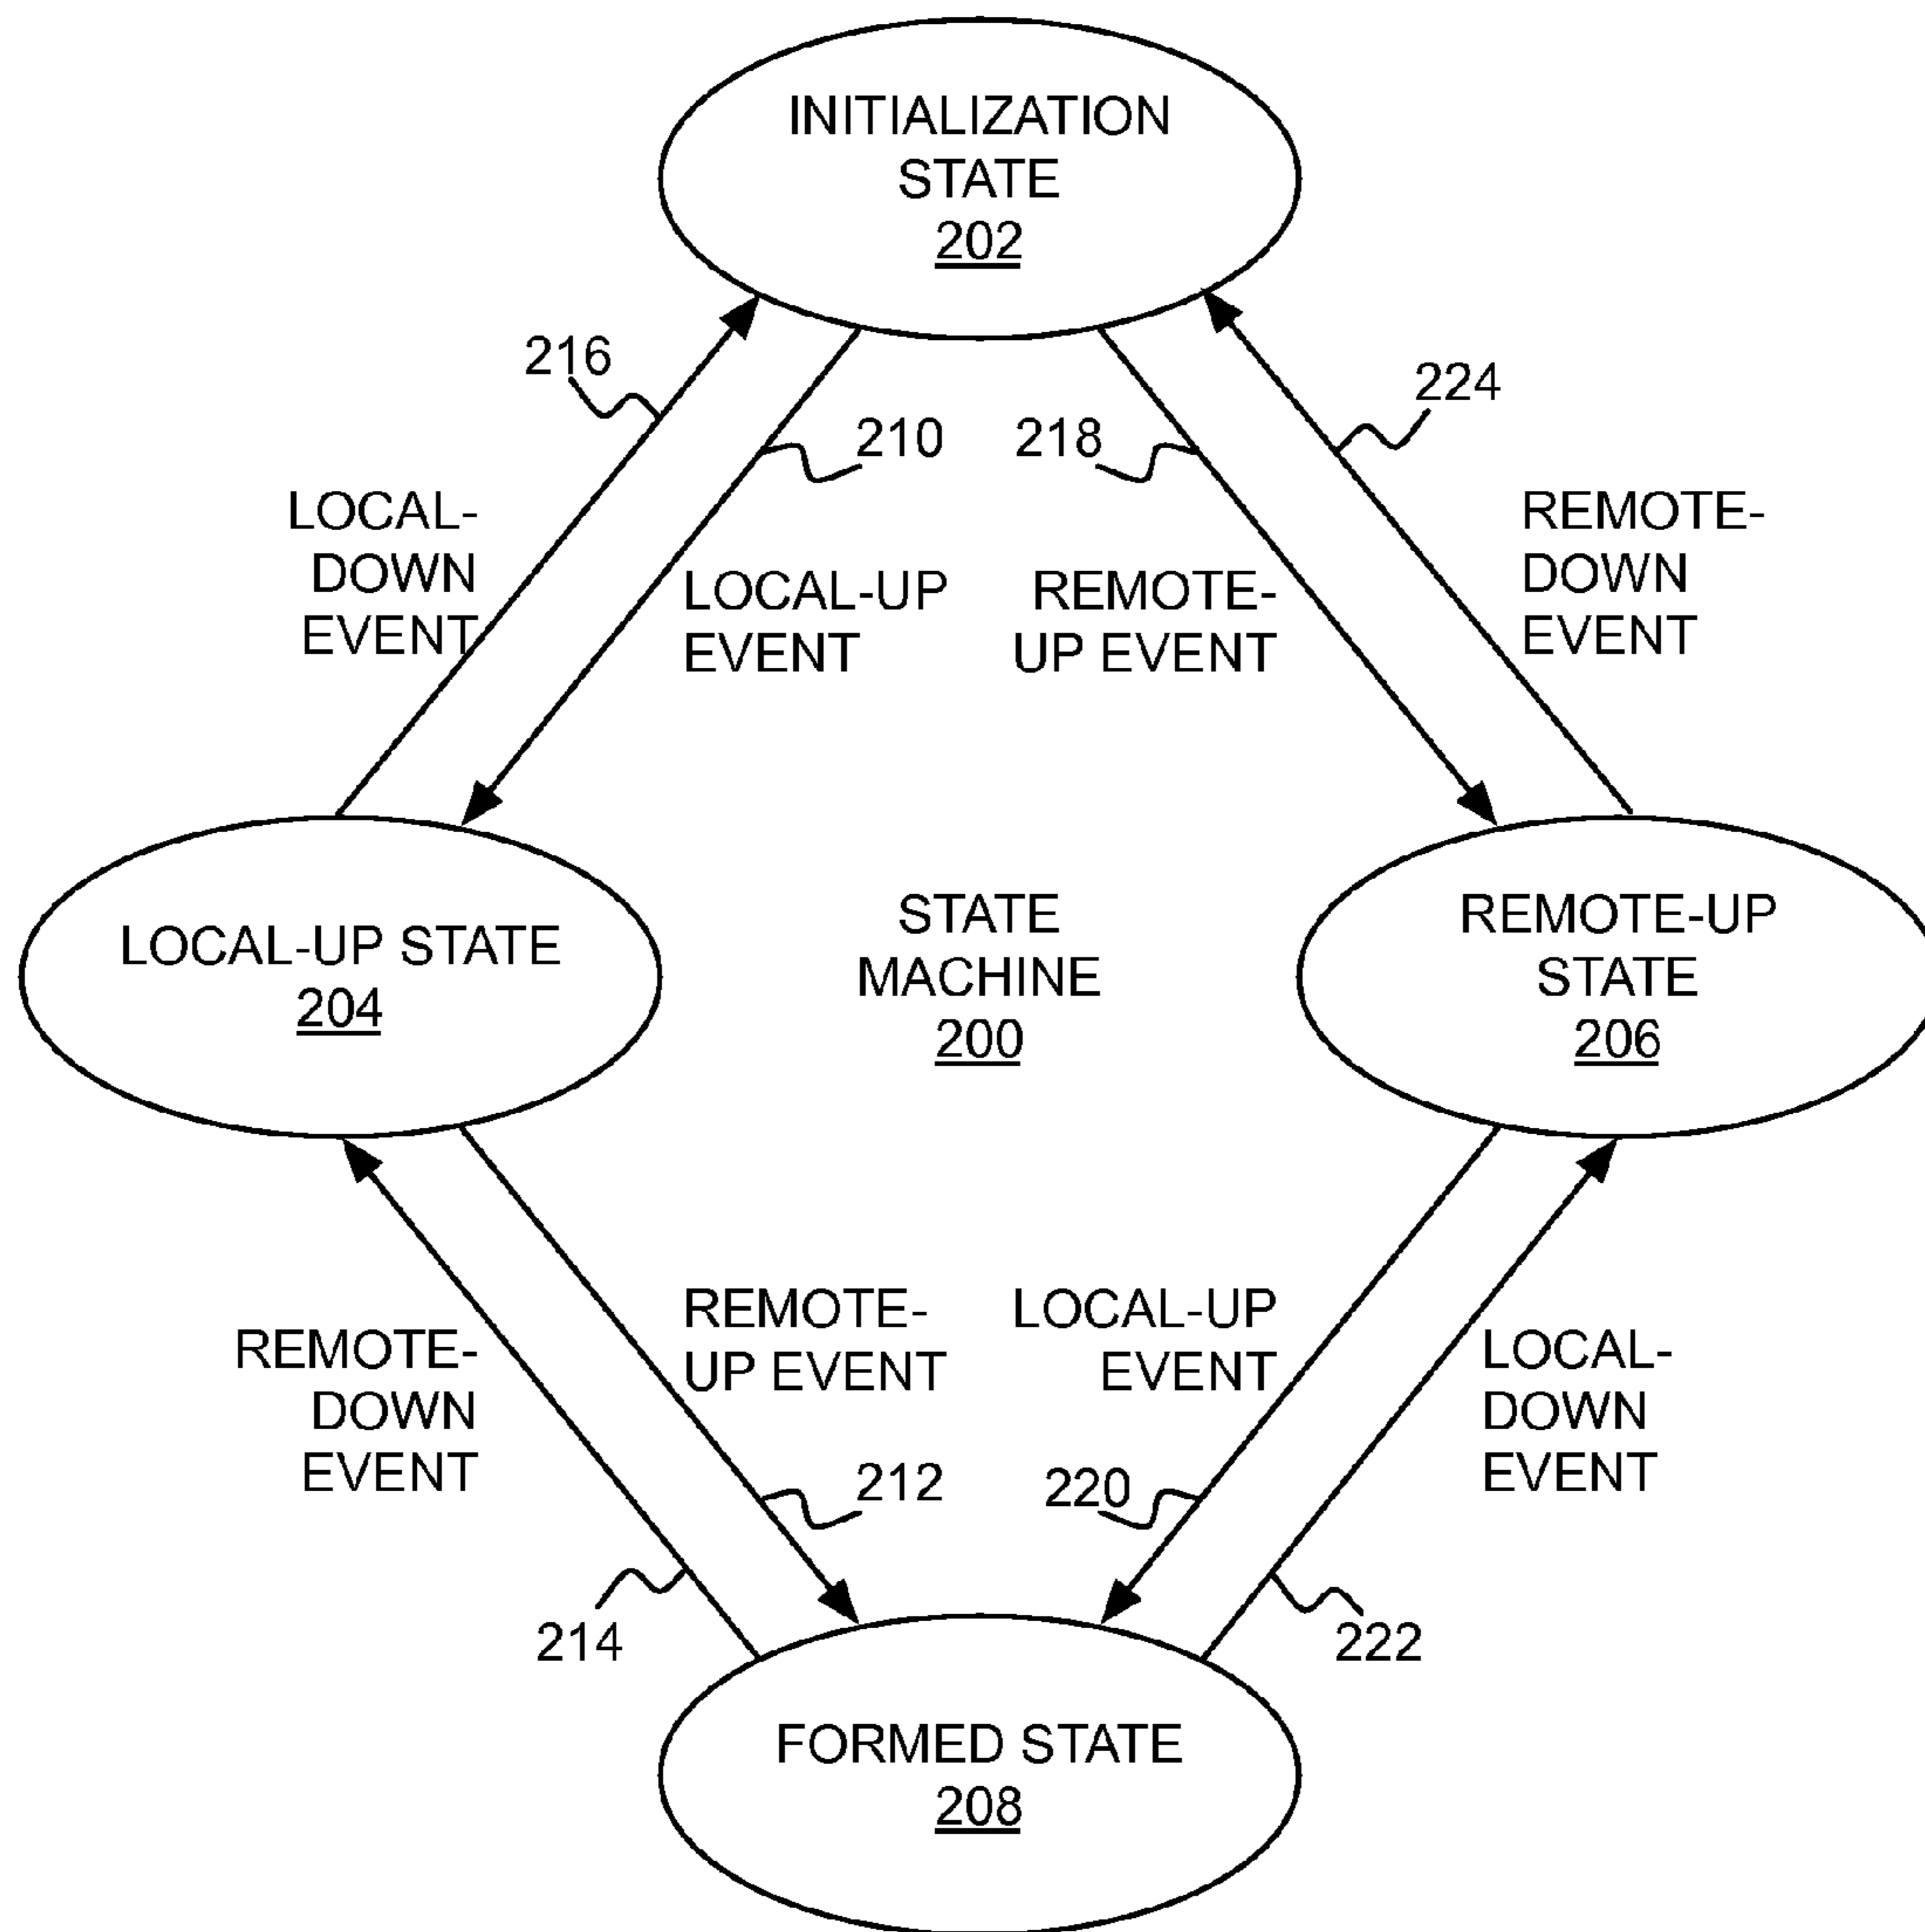 INITIALIZATION
STATE
202
216
224
210
218
LOCAL-
DOWN
EVENT
LOCAL-UP
EVENT
REMOTE-
UP EVENT
REMOTE-
DOWN
EVENT
LOCAL-UP STATE
204
STATE
MACHINE
200
REMOTE-UP
STATE
206
REMOTE-
DOWN
EVENT
REMOTE-
UP EVENT
LOCAL-UP
EVENT
LOCAL-
DOWN
EVENT
212
220
214
222
FORMED STATE
208